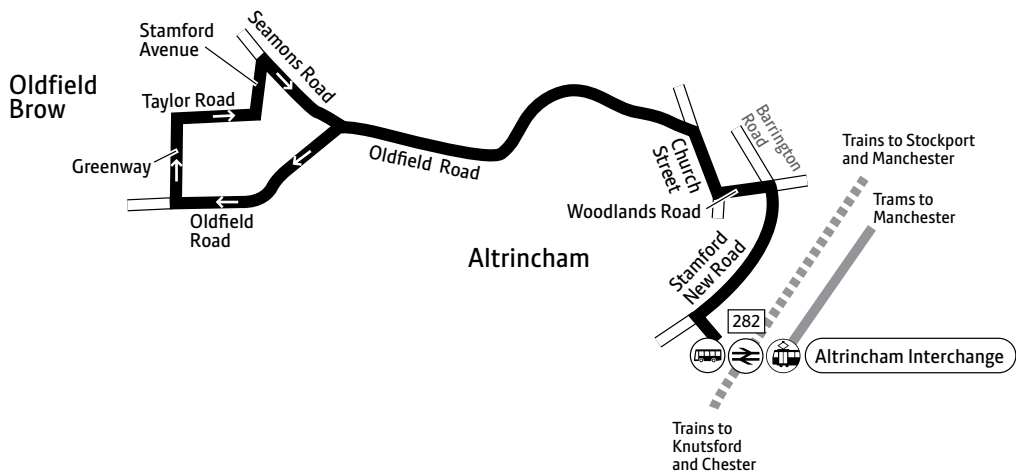 Stamford
Avenue
Seamons Road
Oldfield
Brow
Taylor Road
Greenway
Oldfield
Road
Oldfield Road
Church
Street
Barrington
Road
Woodlands Road
Trains to Stockport
and Manchester
Trams to
Manchester
Altrincham
Stamford
New Road
282
Altrincham Interchange
Trains to
Knutsford
and Chester